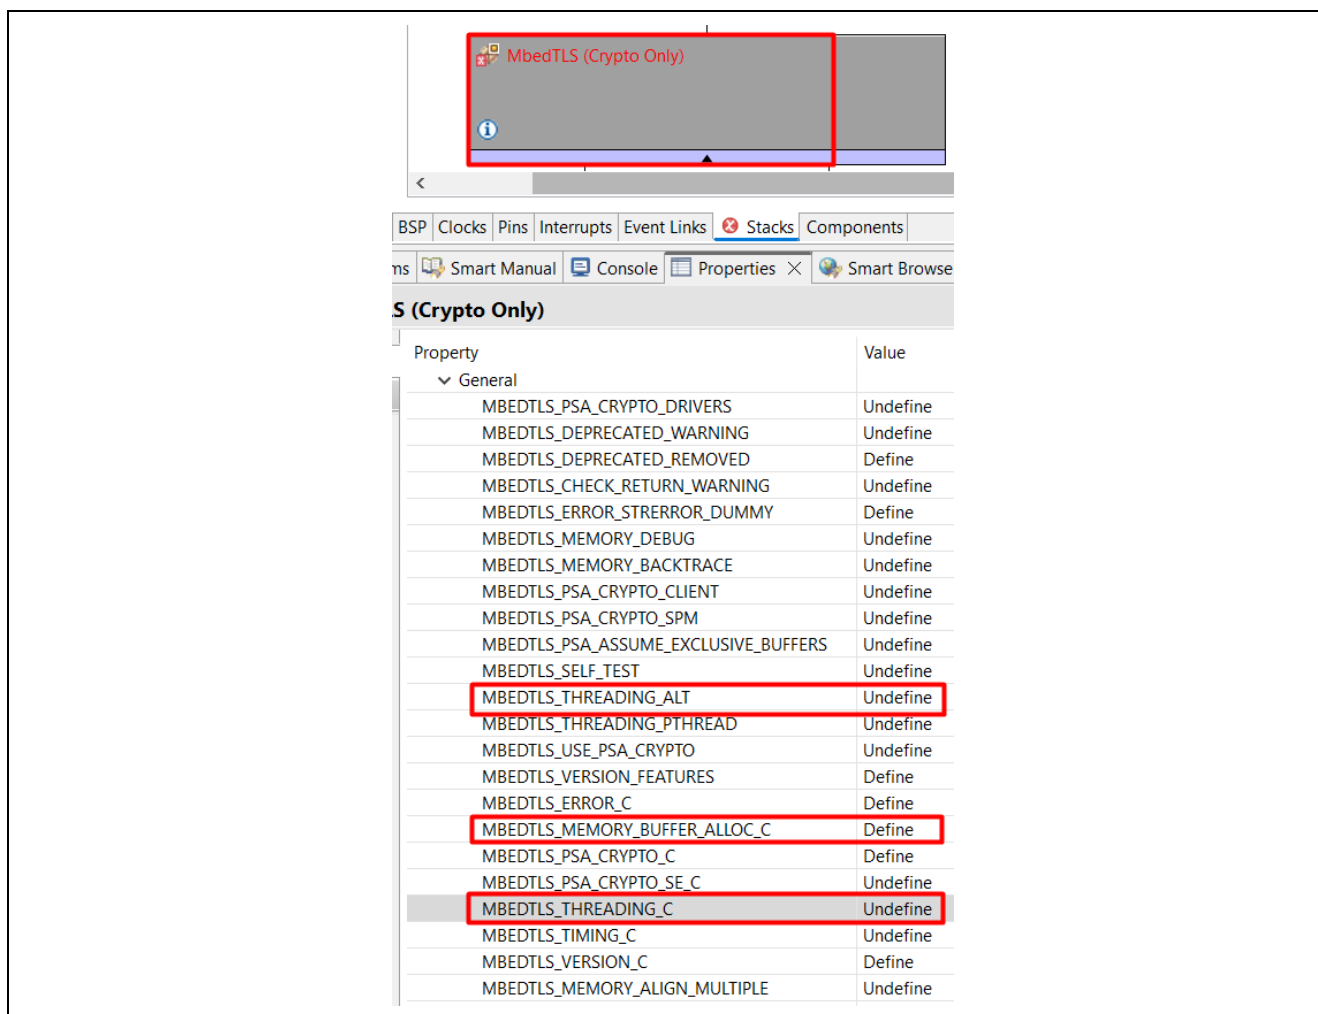 MbedTLS (Crypto Only)
BSP Clocks Pins Interrupts Event Links Stacks Components
ms Smart Manual Console Properties Smart Browse
S (Crypto Only)
Property Value
General
MBEDTLS_PSA_CRYPTO_DRIVERS Undefine
MBEDTLS_DEPRECATED_WARNING Undefine
MBEDTLS_DEPRECATED_REMOVED Define
MBEDTLS_CHECK_RETURN_WARNING Undefine
MBEDTLS_ERROR_STRERROR_DUMMY Define
MBEDTLS_MEMORY_DEBUG Undefine
MBEDTLS_MEMORY_BACKTRACE Undefine
MBEDTLS_PSA_CRYPTO_CLIENT Undefine
MBEDTLS_PSA_CRYPTO_SPM Undefine
MBEDTLS_PSA_ASSUME_EXCLUSIVE_BUFFERS Undefine
MBEDTLS_SELF_TEST Undefine
MBEDTLS_THREADING_ALT Undefine
MBEDTLS_THREADING_PTHREAD Undefine
MBEDTLS_USE_PSA_CRYPTO Undefine
MBEDTLS_VERSION_FEATURES Define
MBEDTLS_ERROR_C Define
MBEDTLS_MEMORY_BUFFER_ALLOC_C Define
MBEDTLS_PSA_CRYPTO_C Define
MBEDTLS_PSA_CRYPTO_SE_C Undefine
MBEDTLS_THREADING_C Undefine
MBEDTLS_TIMING_C Undefine
MBEDTLS_VERSION_C Define
MBEDTLS_MEMORY_ALIGN_MULTIPLE Undefine